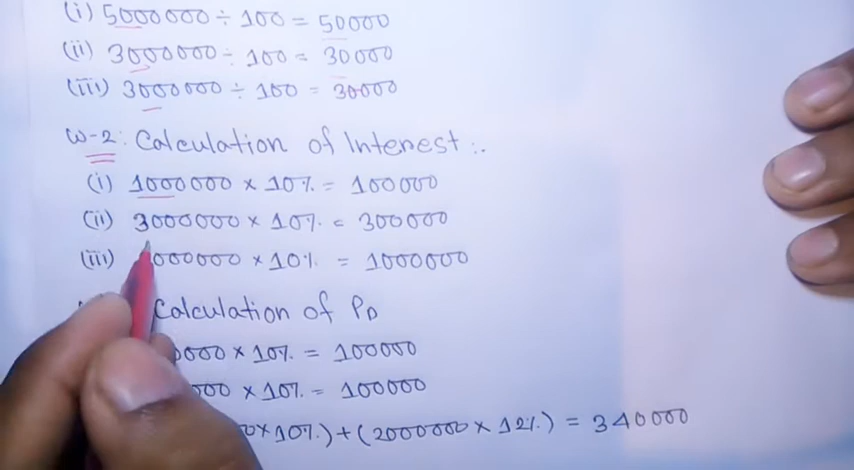 (i) 5000000 ÷ 100 = 50000
(ii) 3000000 ÷ 100 = 30000
(iii) 3000000 ÷ 100 = 30000
W-2: Calculation of Interest :.
(i) 1000000 × 10% = 100000
(ii) 3000000 × 10% = 300000
(iii) 000000 × 10% = 1000000
Calculation of PD
0000 × 10% = 100000
000 × 10% = 100000
0×10%) + (2000000 × 12%) = 340000